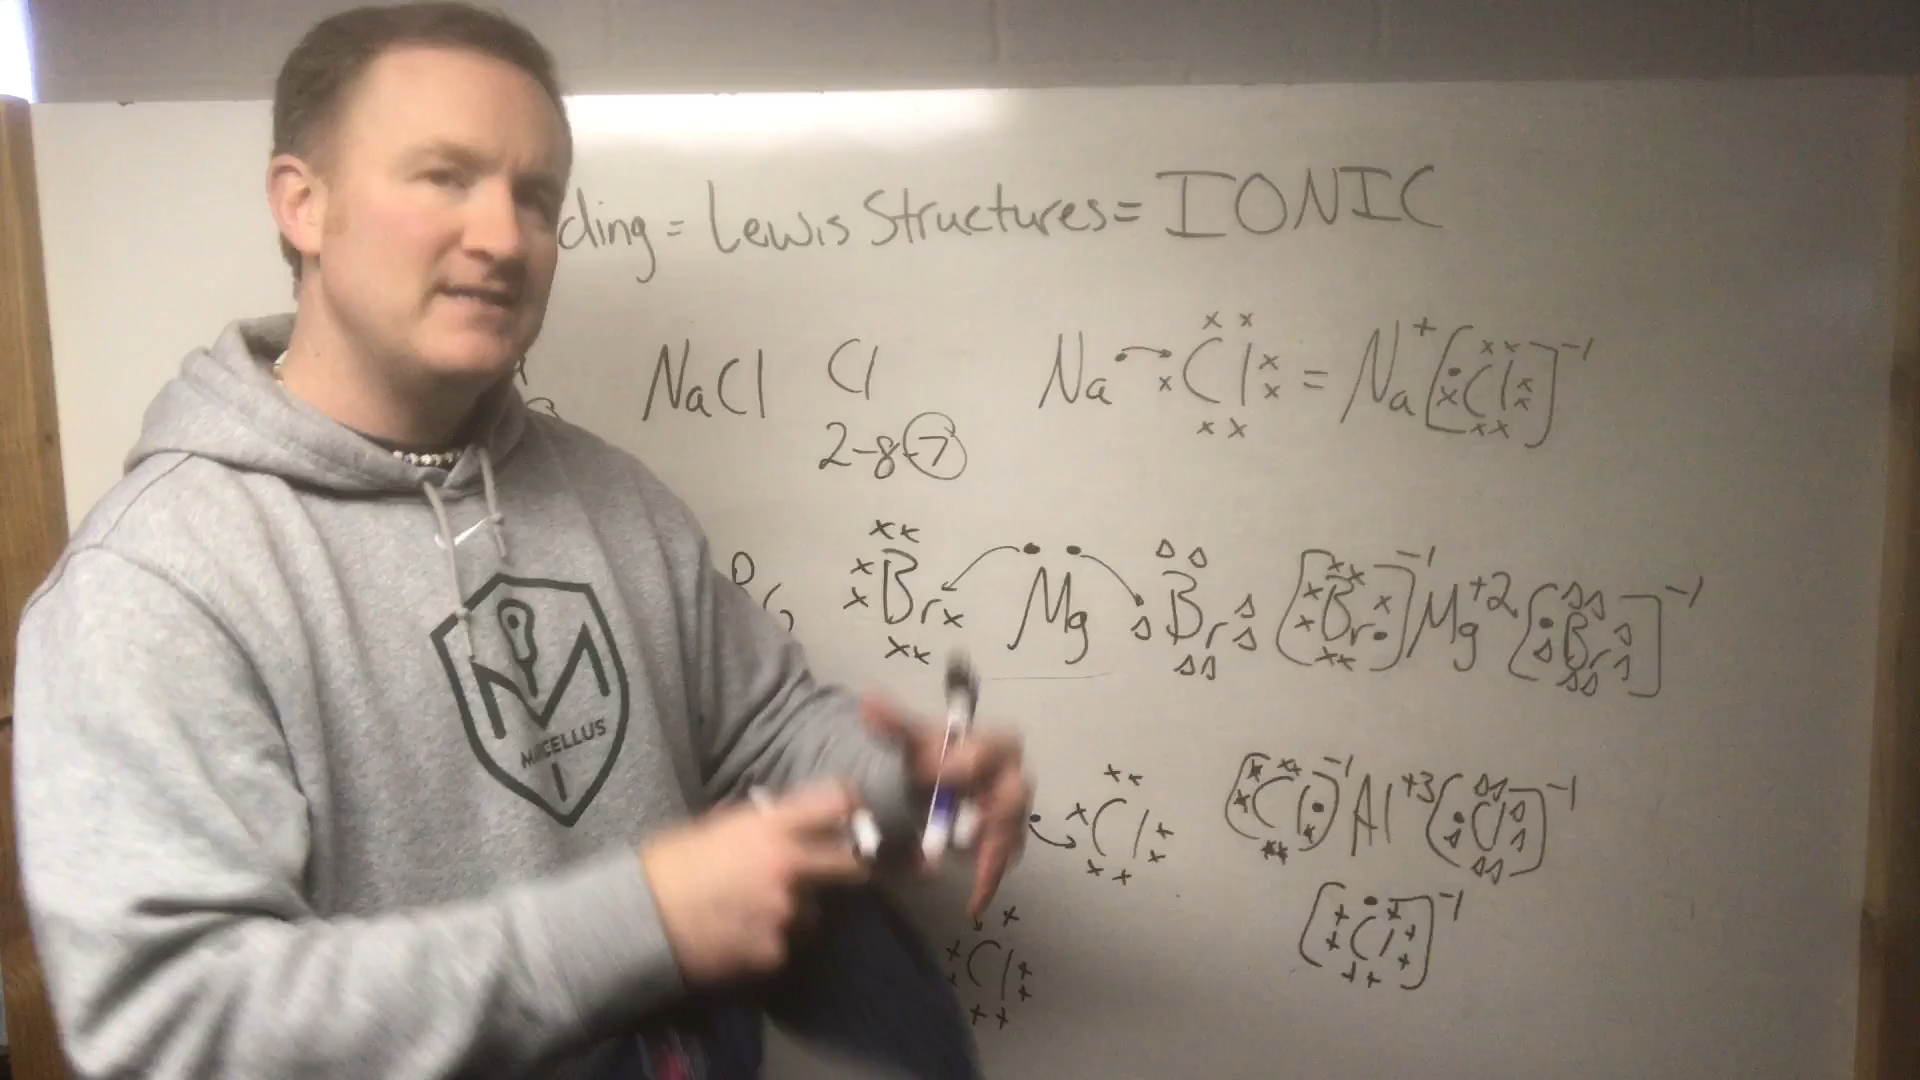 ding = Lewis Structures = IONIC
NaCl Cl Na Cl = Na+ [Cl]-1
2-8-7
Br Mg Br [Br]-1 Mg+2 [Br]-1
Cl [Cl]-1 Al+3 [Cl]-1
Cl [Cl]-1
M
MARCELLUS